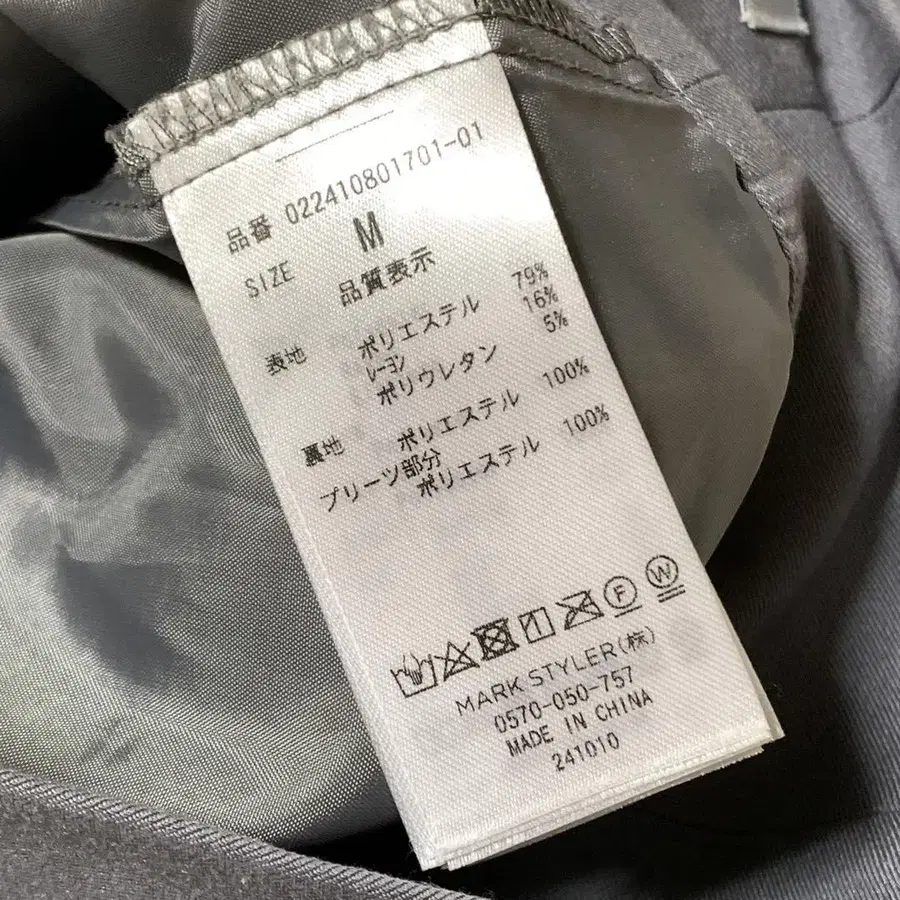 品番 022410801701-01
SIZE M
品質表示
表地 ポリエステル 79%
レーヨン 16%
ポリウレタン 5%
裏地 ポリエステル 100%
プリーツ部分
ポリエステル 100%
F W
MARK STYLER(株)
0570-050-757
MADE IN CHINA
241010